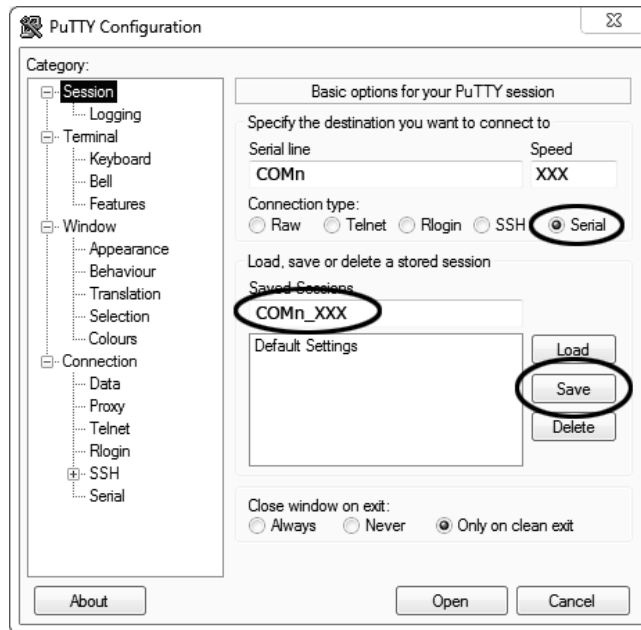 PuTTY Configuration
Category:
Session
Logging
Terminal
Keyboard
Bell
Features
Window
Appearance
Behaviour
Translation
Selection
Colours
Connection
Data
Proxy
Telnet
Rlogin
SSH
Serial
Basic options for your PuTTY session
Specify the destination you want to connect to
Serial line Speed
COMn XXX
Connection type:
Raw Telnet Rlogin SSH Serial
Load, save or delete a stored session
Saved Sessions
COMn_XXX
Default Settings
Load
Save
Delete
Close window on exit:
Always Never Only on clean exit
About Open Cancel